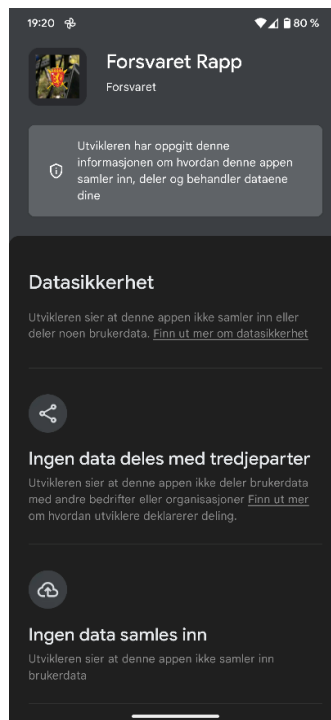 19:20 80 %
Forsvaret Rapp
Forsvaret
Utvikleren har oppgitt denne
informasjonen om hvordan denne appen
samler inn, deler og behandler dataene
dine
Datasikkerhet
Utvikleren sier at denne appen ikke samler inn eller
deler noen brukerdata. Finn ut mer om datasikkerhet
Ingen data deles med tredjeparter
Utvikleren sier at denne appen ikke deler brukerdata
med andre bedrifter eller organisasjoner Finn ut mer
om hvordan utviklere deklarerer deling.
Ingen data samles inn
Utvikleren sier at denne appen ikke samler inn
brukerdata